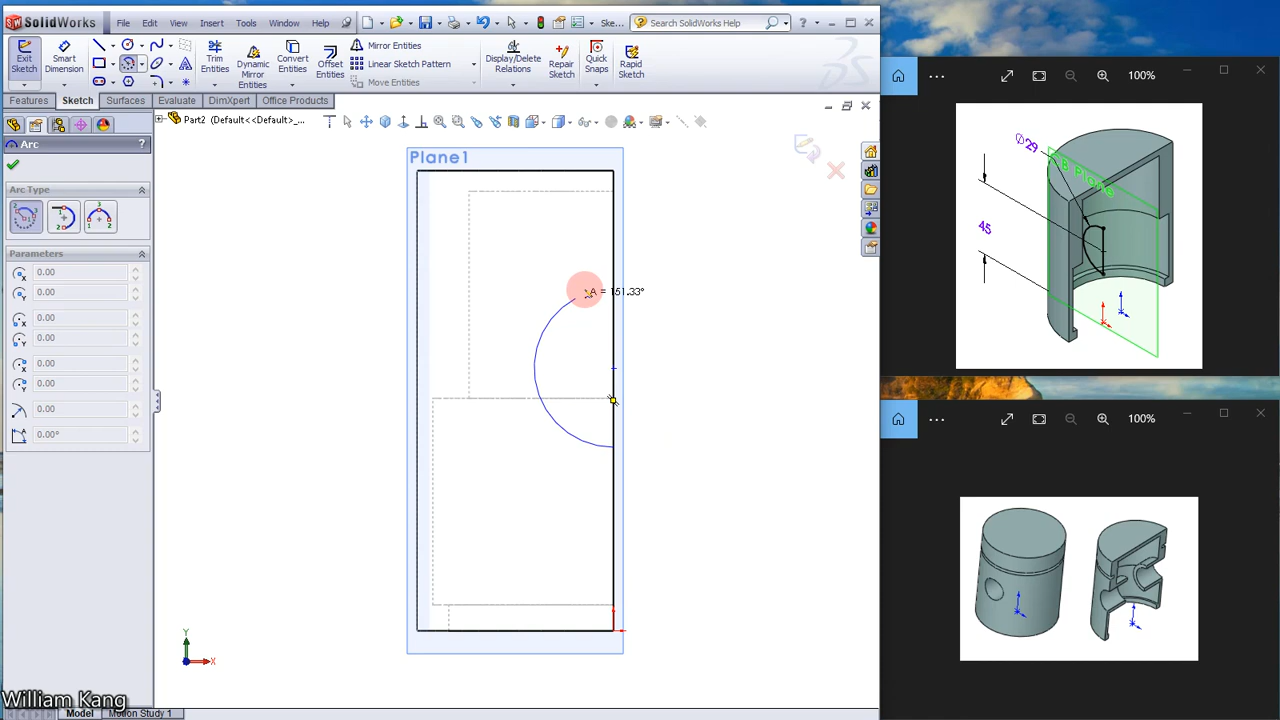 SolidWorks File Edit View Insert Tools Window Help Ske... Search SolidWorks Help ?
Exit Sketch
Smart Dimension
Trim Entities
Dynamic Mirror Entities
Convert Entities
Offset Entities
Mirror Entities
Linear Sketch Pattern
Move Entities
Display/Delete Relations
Repair Sketch
Quick Snaps
Rapid Sketch
Features Sketch Surfaces Evaluate DimXpert Office Products
Part2 (Default<<Default>_...
Arc ?
Arc Type
Parameters
0.00
0.00
0.00
0.00
0.00
0.00
0.00
0.00°
Plane1
A = 151.33°
Y
X
William Kang
Model Motion Study 1
100%
Ø29
B Plane
45
100%